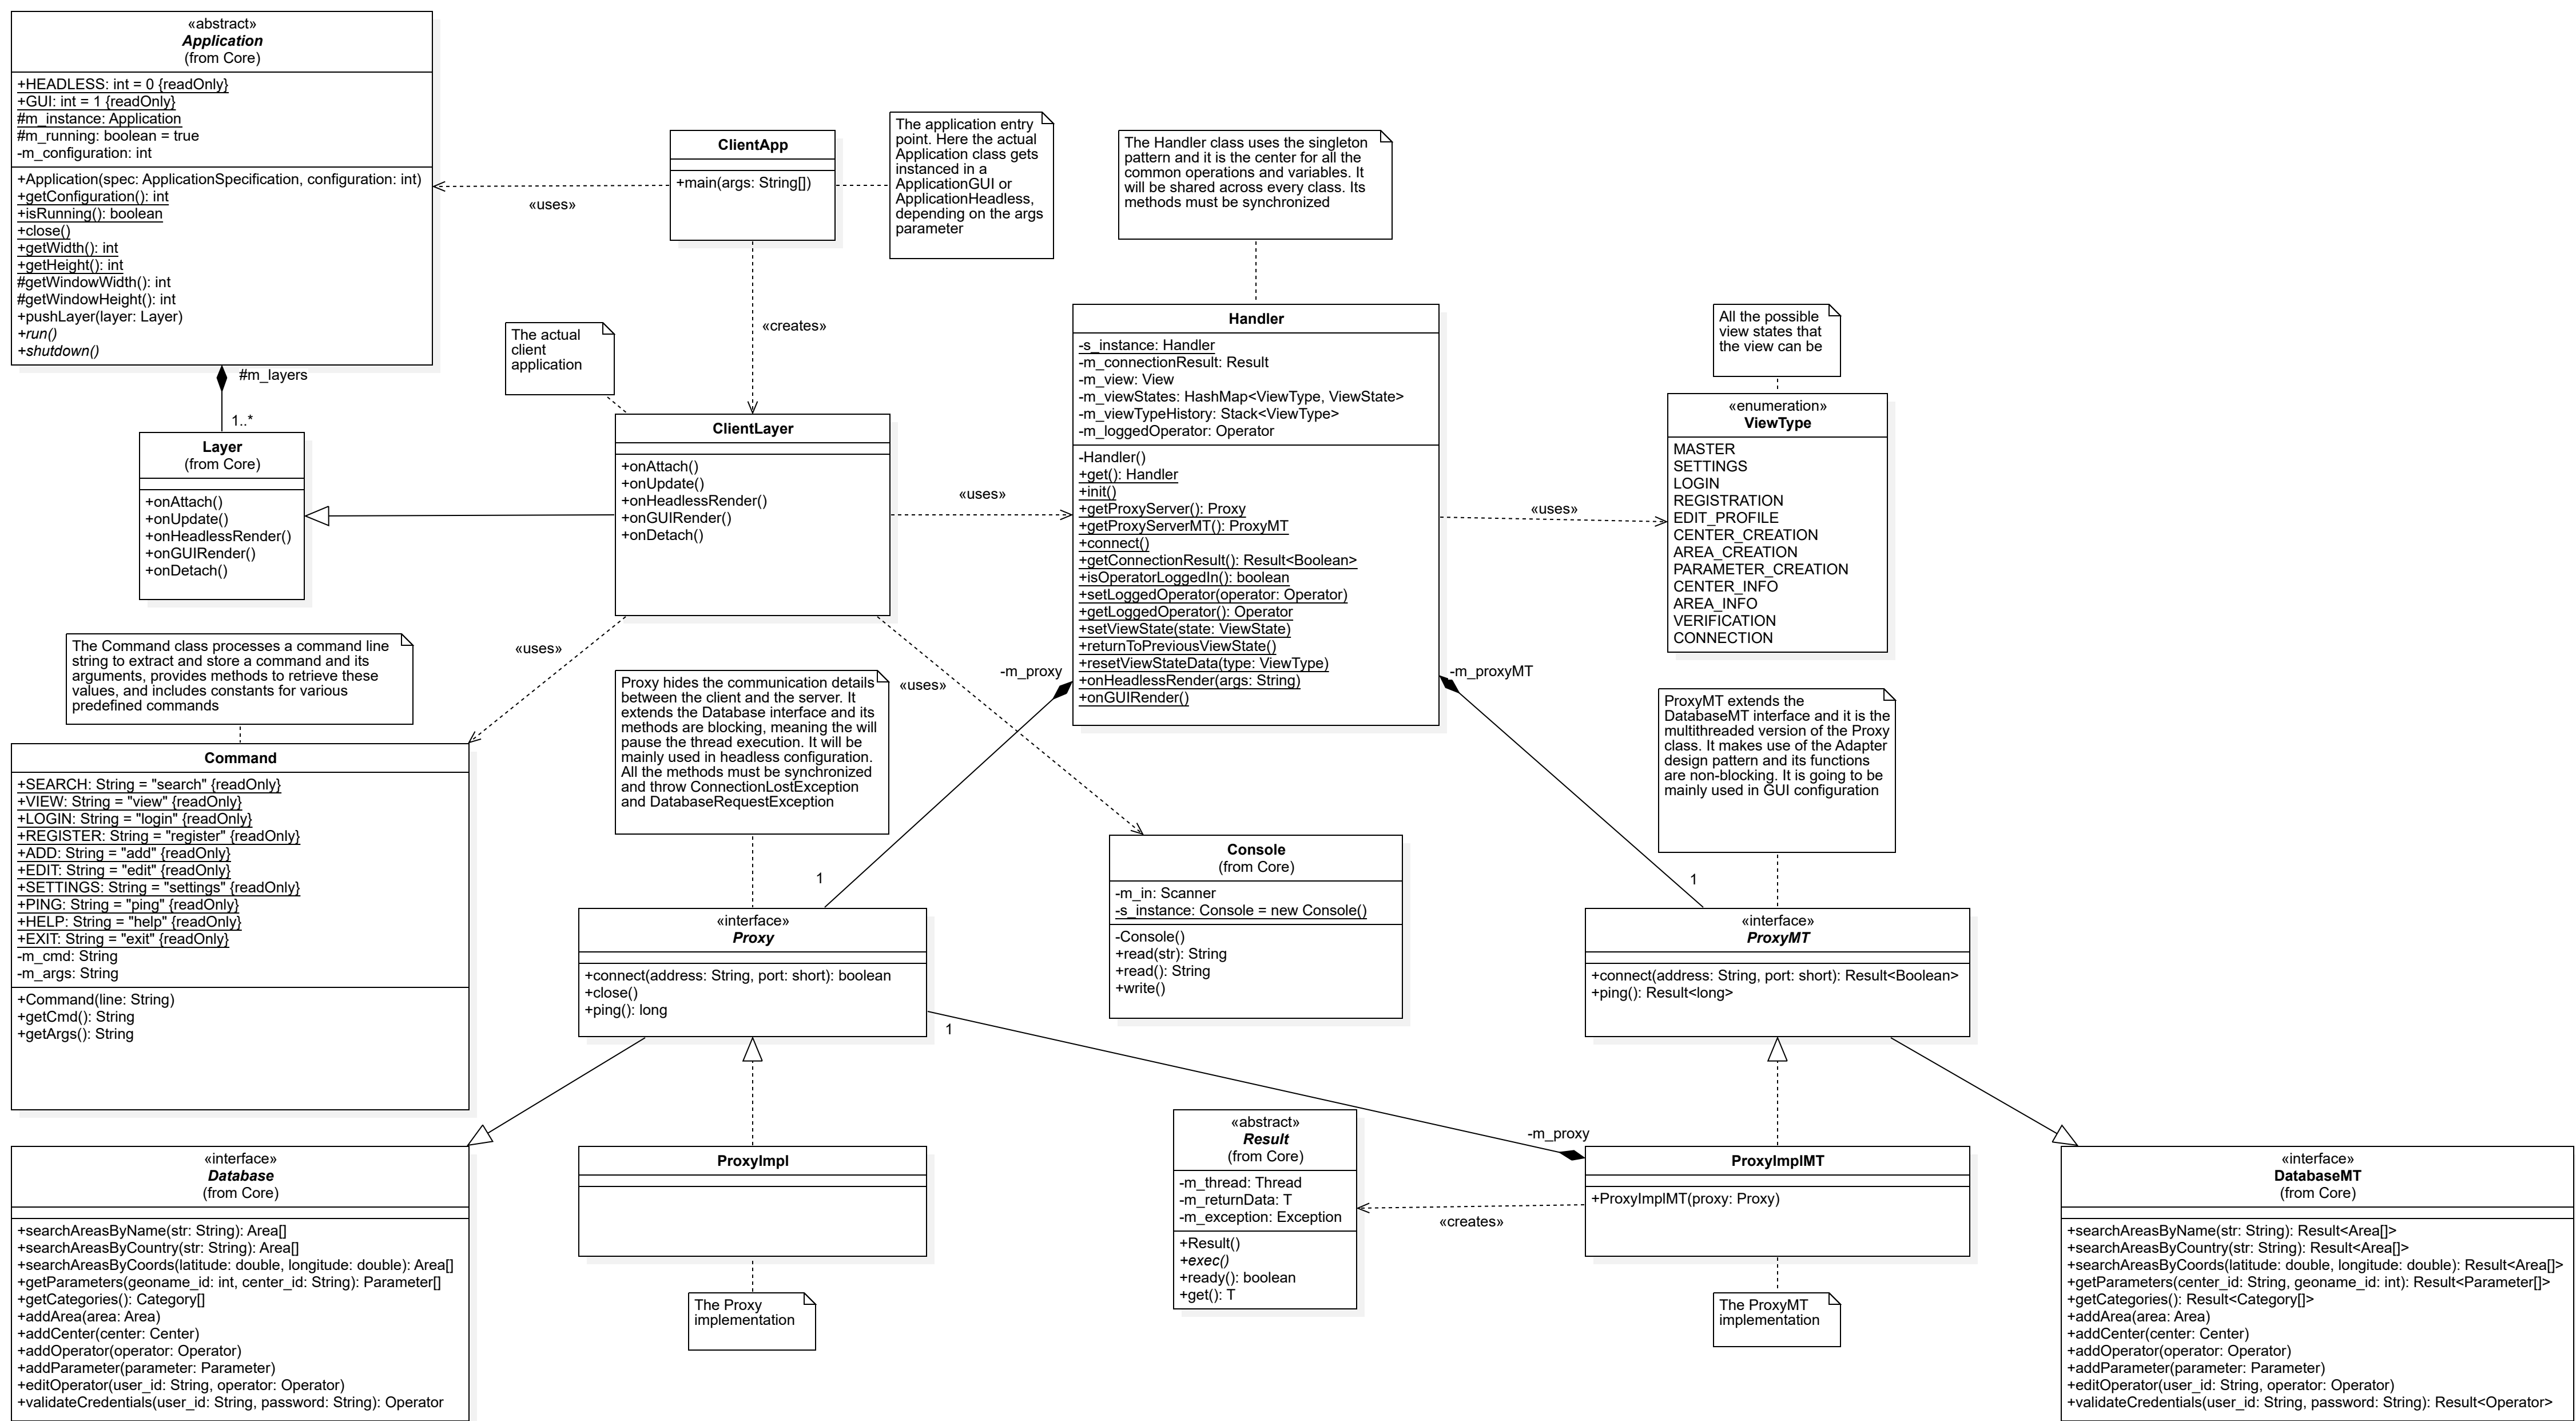 «abstract»
Application
(from Core)
+HEADLESS: int = 0 {readOnly}
+GUI: int = 1 {readOnly}
#m_instance: Application
#m_running: boolean = true
-m_configuration: int
+Application(spec: ApplicationSpecification, configuration: int)
+getConfiguration(): int
+isRunning(): boolean
+close()
+getWidth(): int
+getHeight(): int
#getWindowWidth(): int
#getWindowHeight(): int
+pushLayer(layer: Layer)
+run()
+shutdown()
#m_layers
1..*
«uses»
ClientApp
+main(args: String[])
The application entry
point. Here the actual
Application class gets
instanced in a
ApplicationGUI or
ApplicationHeadless,
depending on the args
parameter
The Handler class uses the singleton
pattern and it is the center for all the
common operations and variables. It
will be shared across every class. Its
methods must be synchronized
«creates»
The actual
client
application
Layer
(from Core)
+onAttach()
+onUpdate()
+onHeadlessRender()
+onGUIRender()
+onDetach()
ClientLayer
+onAttach()
+onUpdate()
+onHeadlessRender()
+onGUIRender()
+onDetach()
«uses»
Handler
-s_instance: Handler
-m_connectionResult: Result
-m_view: View
-m_viewStates: HashMap<ViewType, ViewState>
-m_viewTypeHistory: Stack<ViewType>
-m_loggedOperator: Operator
-Handler()
+get(): Handler
+init()
+getProxyServer(): Proxy
+getProxyServerMT(): ProxyMT
+connect()
+getConnectionResult(): Result<Boolean>
+isOperatorLoggedIn(): boolean
+setLoggedOperator(operator: Operator)
+getLoggedOperator(): Operator
+setViewState(state: ViewState)
+returnToPreviousViewState()
+resetViewStateData(type: ViewType)
+onHeadlessRender(args: String)
+onGUIRender()
«uses»
All the possible
view states that
the view can be
«enumeration»
ViewType
MASTER
SETTINGS
LOGIN
REGISTRATION
EDIT_PROFILE
CENTER_CREATION
AREA_CREATION
PARAMETER_CREATION
CENTER_INFO
AREA_INFO
VERIFICATION
CONNECTION
The Command class processes a command line
string to extract and store a command and its
arguments, provides methods to retrieve these
values, and includes constants for various
predefined commands
«uses»
Proxy hides the communication details
between the client and the server. It
extends the Database interface and its
methods are blocking, meaning the will
pause the thread execution. It will be
mainly used in headless configuration.
All the methods must be synchronized
and throw ConnectionLostException
and DatabaseRequestException
«uses»
-m_proxy
-m_proxyMT
ProxyMT extends the
DatabaseMT interface and it is the
multithreaded version of the Proxy
class. It makes use of the Adapter
design pattern and its functions
are non-blocking. It is going to be
mainly used in GUI configuration
Command
+SEARCH: String = "search" {readOnly}
+VIEW: String = "view" {readOnly}
+LOGIN: String = "login" {readOnly}
+REGISTER: String = "register" {readOnly}
+ADD: String = "add" {readOnly}
+EDIT: String = "edit" {readOnly}
+SETTINGS: String = "settings" {readOnly}
+PING: String = "ping" {readOnly}
+HELP: String = "help" {readOnly}
+EXIT: String = "exit" {readOnly}
-m_cmd: String
-m_args: String
+Command(line: String)
+getCmd(): String
+getArgs(): String
1
1
«interface»
Proxy
+connect(address: String, port: short): boolean
+close()
+ping(): long
1
Console
(from Core)
-m_in: Scanner
-s_instance: Console = new Console()
-Console()
+read(str): String
+read(): String
+write()
«interface»
ProxyMT
+connect(address: String, port: short): Result<Boolean>
+ping(): Result<long>
«interface»
Database
(from Core)
+searchAreasByName(str: String): Area[]
+searchAreasByCountry(str: String): Area[]
+searchAreasByCoords(latitude: double, longitude: double): Area[]
+getParameters(geoname_id: int, center_id: String): Parameter[]
+getCategories(): Category[]
+addArea(area: Area)
+addCenter(center: Center)
+addOperator(operator: Operator)
+addParameter(parameter: Parameter)
+editOperator(user_id: String, operator: Operator)
+validateCredentials(user_id: String, password: String): Operator
ProxyImpl
The Proxy
implementation
«abstract»
Result
(from Core)
-m_thread: Thread
-m_returnData: T
-m_exception: Exception
+Result()
+exec()
+ready(): boolean
+get(): T
-m_proxy
«creates»
ProxyImplMT
+ProxyImplMT(proxy: Proxy)
The ProxyMT
implementation
«interface»
DatabaseMT
(from Core)
+searchAreasByName(str: String): Result<Area[]>
+searchAreasByCountry(str: String): Result<Area[]>
+searchAreasByCoords(latitude: double, longitude: double): Result<Area[]>
+getParameters(center_id: String, geoname_id: int): Result<Parameter[]>
+getCategories(): Result<Category[]>
+addArea(area: Area)
+addCenter(center: Center)
+addOperator(operator: Operator)
+addParameter(parameter: Parameter)
+editOperator(user_id: String, operator: Operator)
+validateCredentials(user_id: String, password: String): Result<Operator>